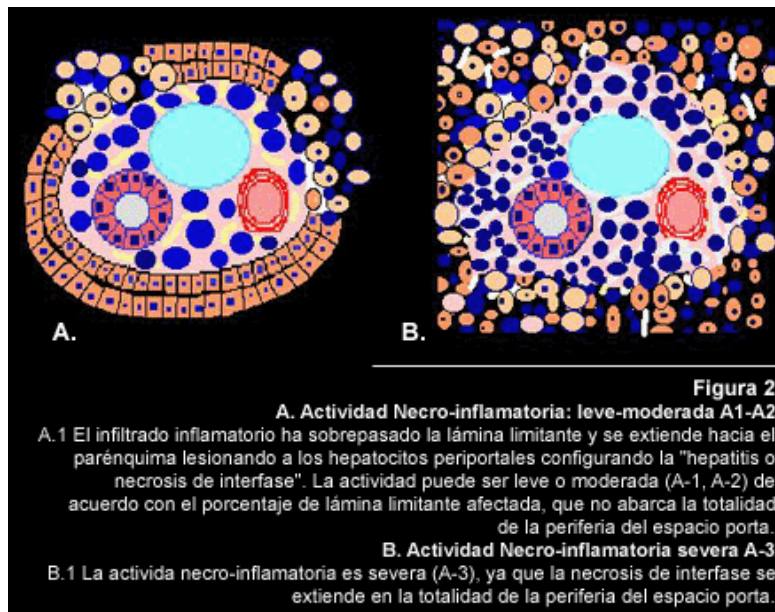 A.
B.
Figura 2
A. Actividad Necro-inflamatoria: leve-moderada A1-A2
A.1 El infiltrado inflamatorio ha sobrepasado la lámina limitante y se extiende hacia el
parénquima lesionando a los hepatocitos periportales configurando la "hepatitis o
necrosis de interfase". La actividad puede ser leve o moderada (A-1, A-2) de
acuerdo con el porcentaje de lámina limitante afectada, que no abarca la totalidad
de la periferia del espacio porta.
B. Actividad Necro-inflamatoria severa A-3
B.1 La activida necro-inflamatoria es severa (A-3), ya que la necrosis de interfase se
extiende en la totalidad de la periferia del espacio porta.